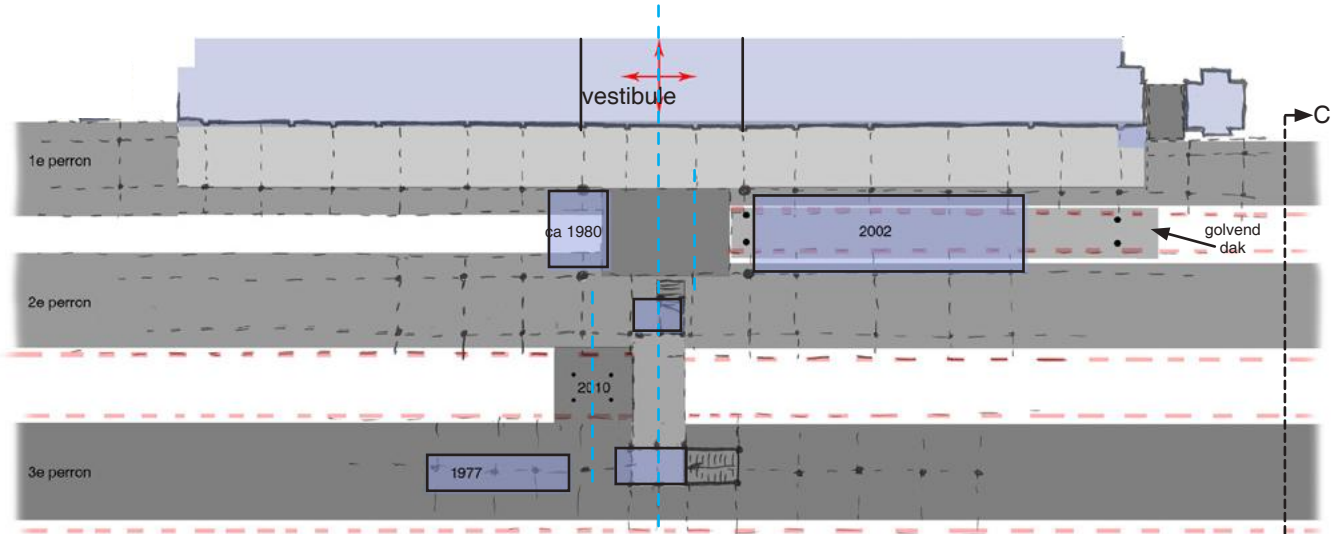 vestibule
C
1e perron
ca 1980
2002
golvend
dak
2e perron
2010
1977
3e perron